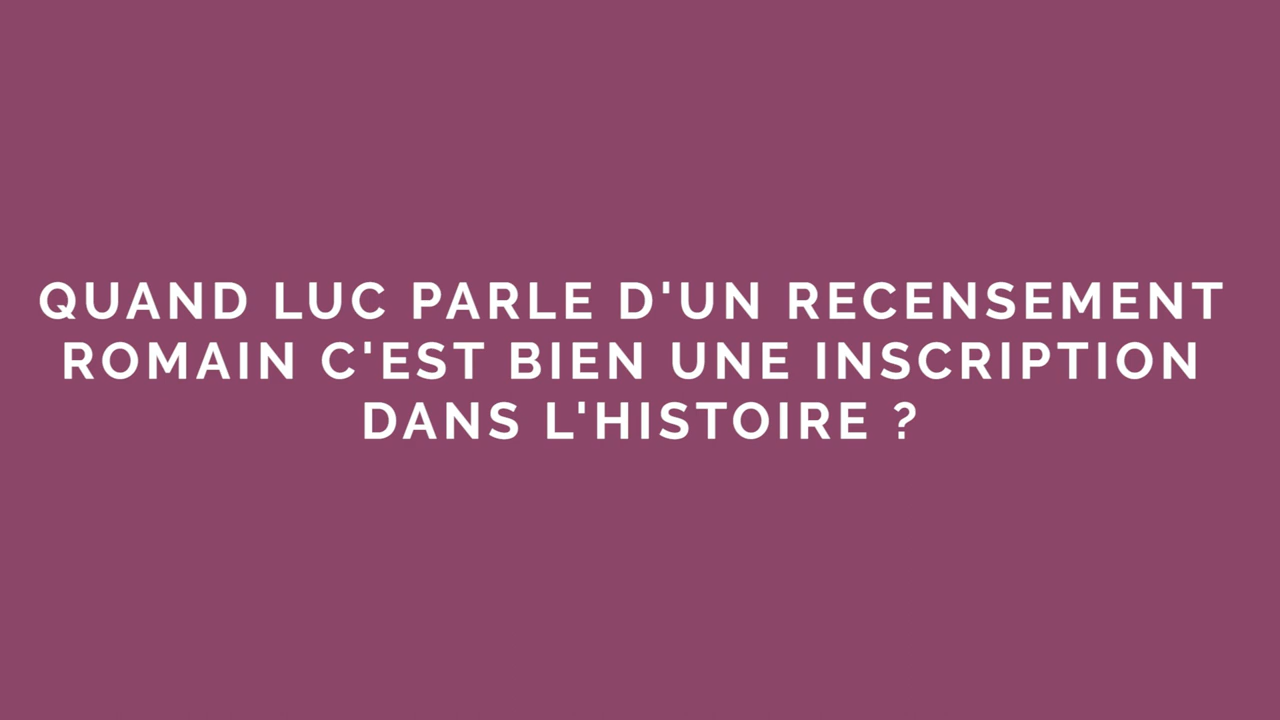 QUAND LUC PARLE D'UN RECENSEMENT
ROMAIN C'EST BIEN UNE INSCRIPTION
DANS L'HISTOIRE ?